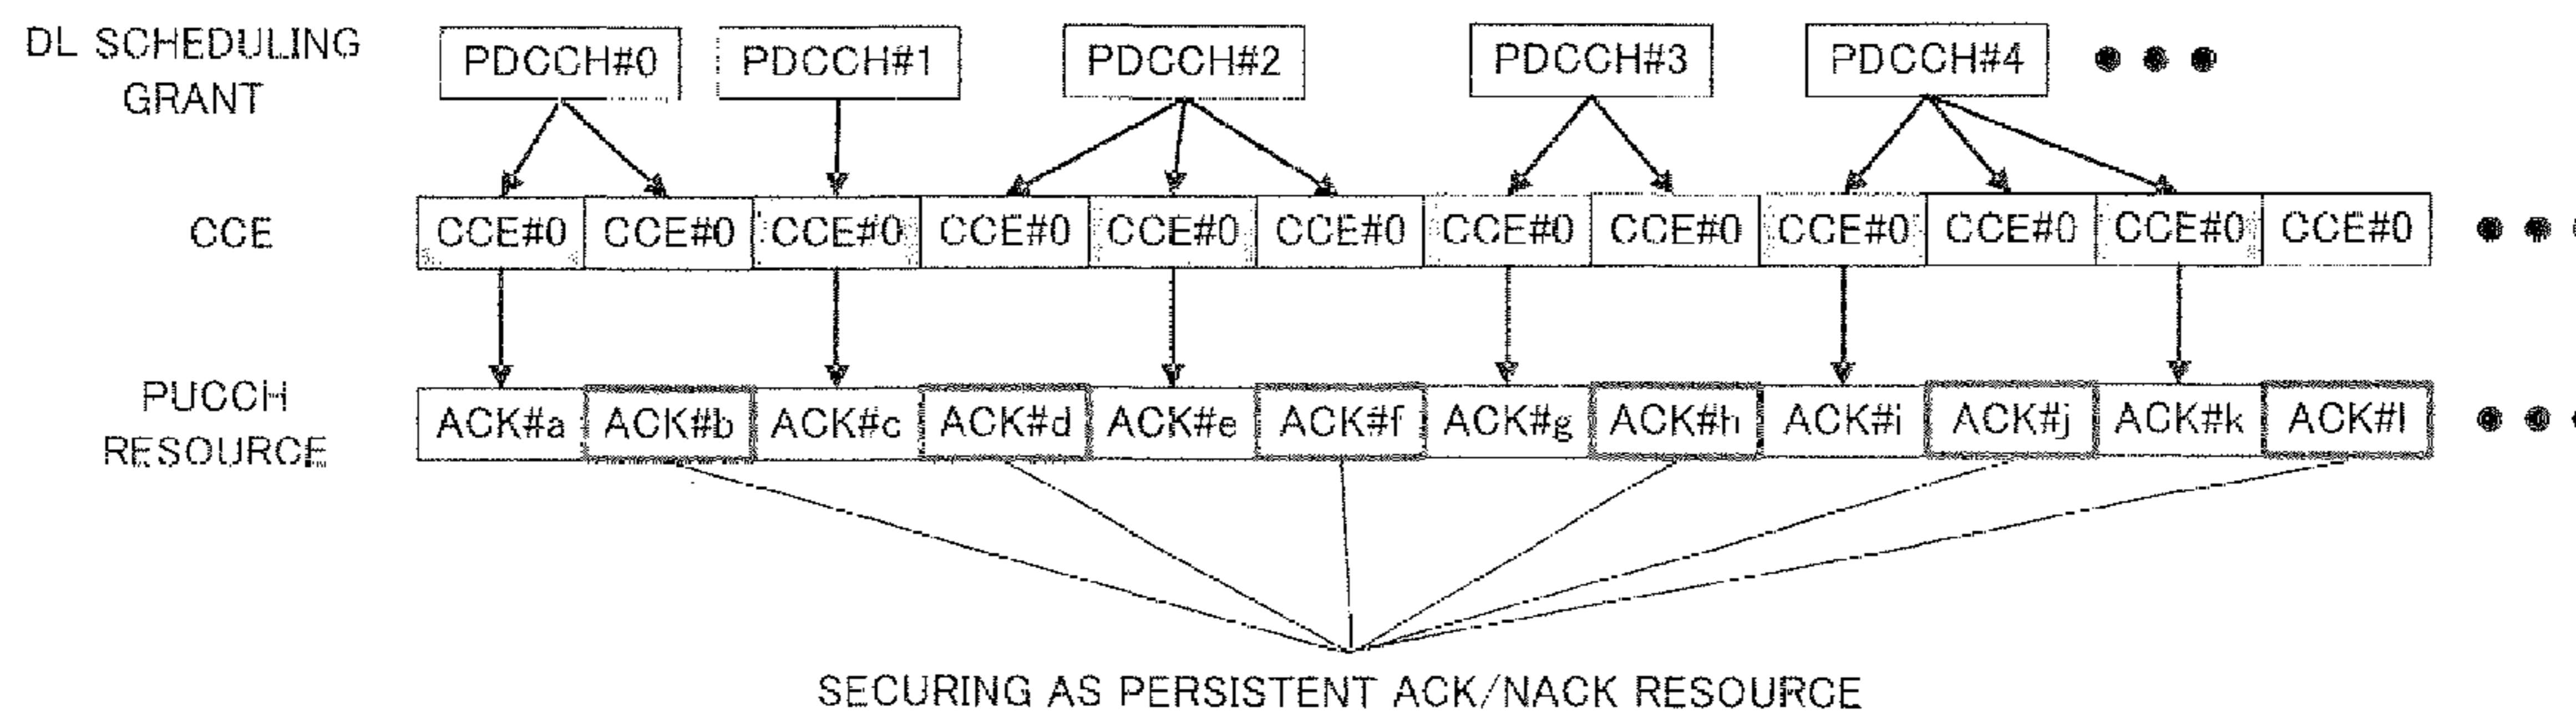 DL SCHEDULING
GRANT
PDCCH#0 PDCCH#1 PDCCH#2 PDCCH#3 PDCCH#4
CCE
CCE#0 CCE#0 CCE#0 CCE#0 CCE#0 CCE#0 CCE#0 CCE#0 CCE#0 CCE#0 CCE#0 CCE#0
PUCCH
RESOURCE
ACK#a ACK#b ACK#c ACK#d ACK#e ACK#f ACK#g ACK#h ACK#i ACK#j ACK#k ACK#l
SECURING AS PERSISTENT ACK/NACK RESOURCE